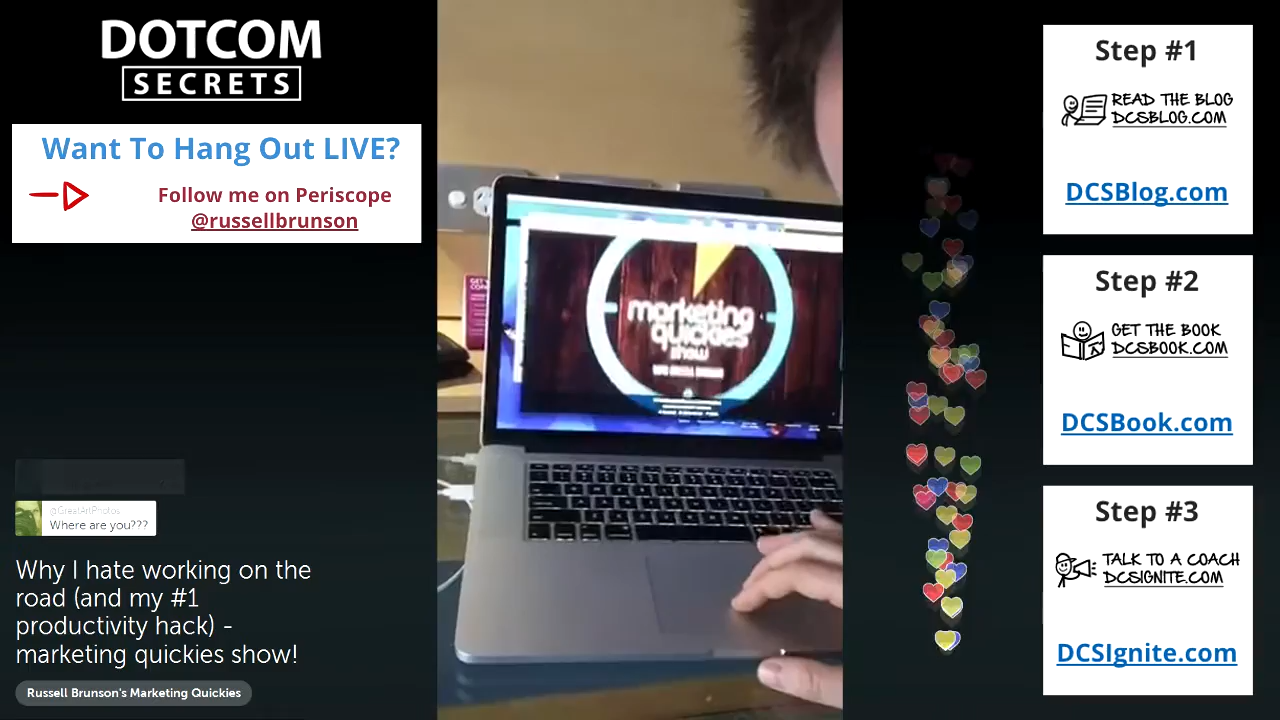 DOTCOM
SECRETS
Want To Hang Out LIVE?
Follow me on Periscope
@russellbrunson
@GreatArtPhotos
Where are you???
Why I hate working on the
road (and my #1
productivity hack) -
marketing quickies show!
Russell Brunson's Marketing Quickies
marketing
quickies
show
Step #1
READ THE BLOG
DCSBLOG.COM
DCSBlog.com
Step #2
GET THE BOOK
DCSBOOK.COM
DCSBook.com
Step #3
TALK TO A COACH
DCSIGNITE.COM
DCSIgnite.com